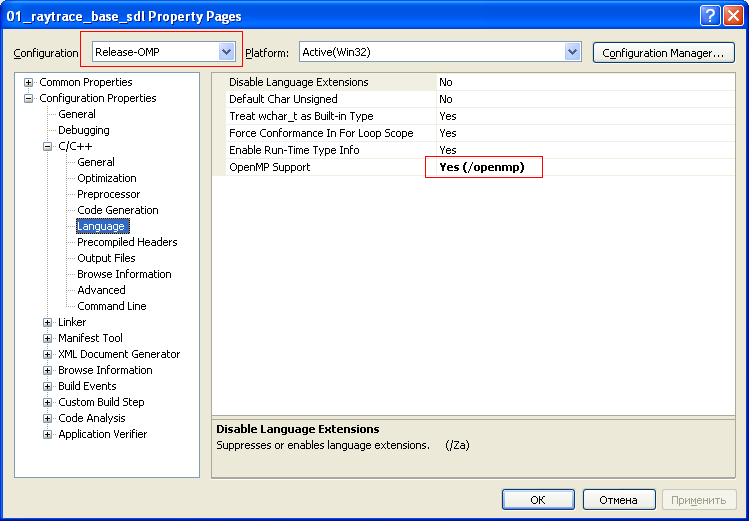 01_raytrace_base_sdl Property Pages
Configuration Release-OMP Platform: Active(Win32) Configuration Manager...
Common Properties
Configuration Properties
General
Debugging
C/C++
General
Optimization
Preprocessor
Code Generation
Language
Precompiled Headers
Output Files
Browse Information
Advanced
Command Line
Linker
Manifest Tool
XML Document Generator
Browse Information
Build Events
Custom Build Step
Code Analysis
Application Verifier
Disable Language Extensions No
Default Char Unsigned No
Treat wchar_t as Built-in Type Yes
Force Conformance In For Loop Scope Yes
Enable Run-Time Type Info Yes
OpenMP Support Yes (/openmp)
Disable Language Extensions
Suppresses or enables language extensions. (/Za)
OK Отмена Применить